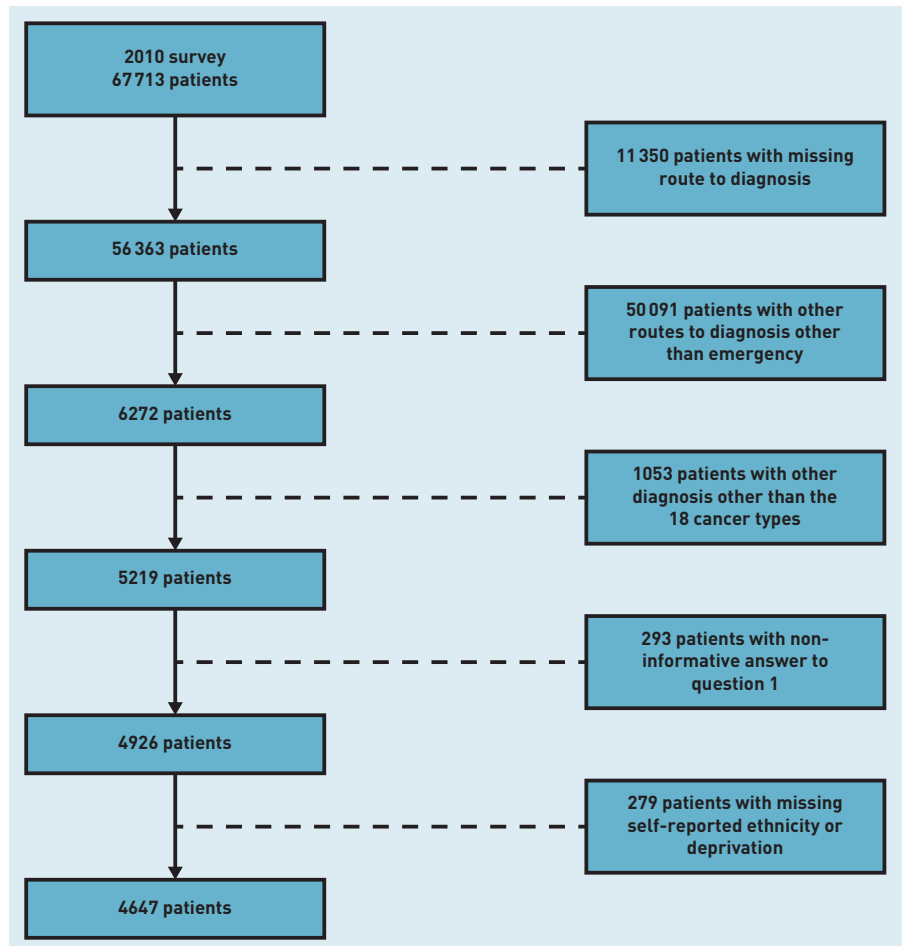 2010 survey
67 713 patients
11 350 patients with missing
route to diagnosis
56 363 patients
50 091 patients with other
routes to diagnosis other
than emergency
6272 patients
1053 patients with other
diagnosis other than the
18 cancer types
5219 patients
293 patients with non-
informative answer to
question 1
4926 patients
279 patients with missing
self-reported ethnicity or
deprivation
4647 patients